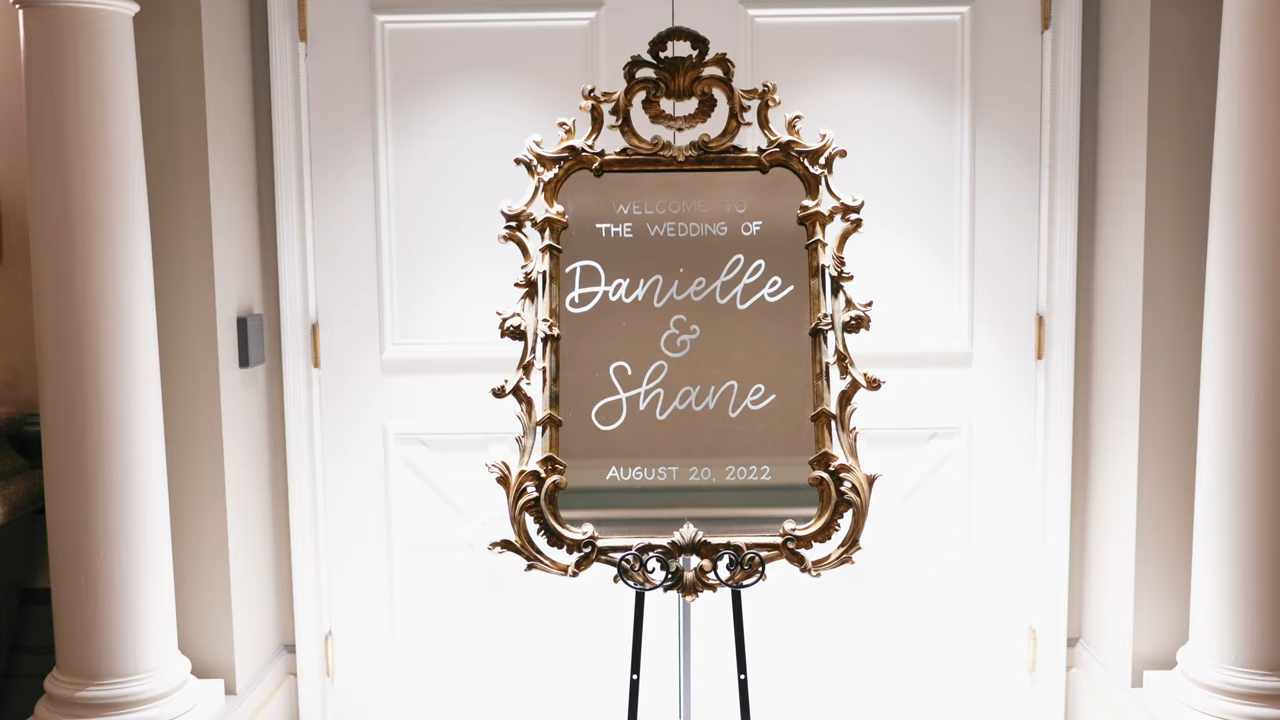 WELCOME TO
THE WEDDING OF
Danielle
&
Shane
AUGUST 20, 2022